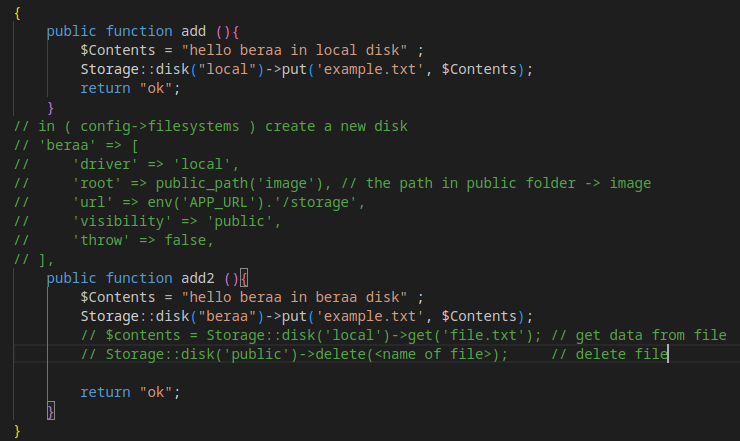 {
    public function add (){
        $Contents = "hello beraa in local disk" ;
        Storage::disk("local")->put('example.txt', $Contents);
        return "ok";
    }
// in ( config->filesystems ) create a new disk
// 'beraa' => [
//     'driver' => 'local',
//     'root' => public_path('image'), // the path in public folder -> image
//     'url' => env('APP_URL').'/storage',
//     'visibility' => 'public',
//     'throw' => false,
// ],
    public function add2 (){
        $Contents = "hello beraa in beraa disk" ;
        Storage::disk("beraa")->put('example.txt', $Contents);
        // $contents = Storage::disk('local')->get('file.txt'); // get data from file
        // Storage::disk('public')->delete(<name of file>);     // delete file
        return "ok";
    }
}